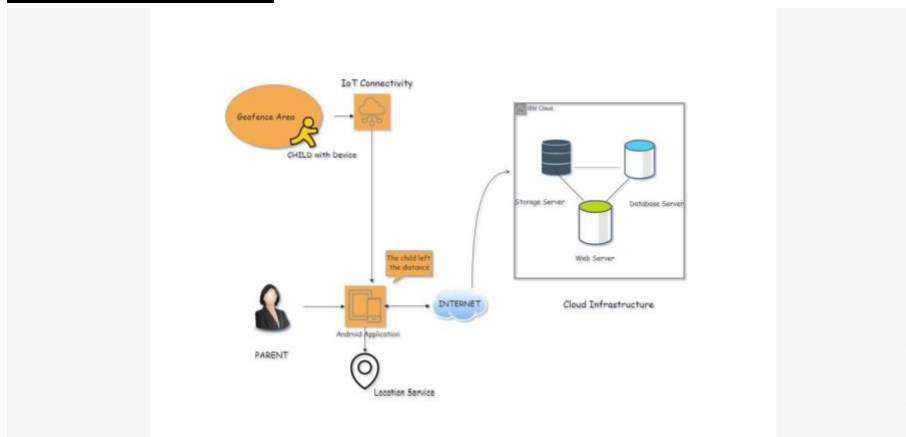 IoT Connectivity
Geofence Area
CHILD with Device
IBM Cloud
Storage Server
Database Server
Web Server
The child left
the distance
INTERNET
Cloud Infrastructure
Android Application
PARENT
Location Service